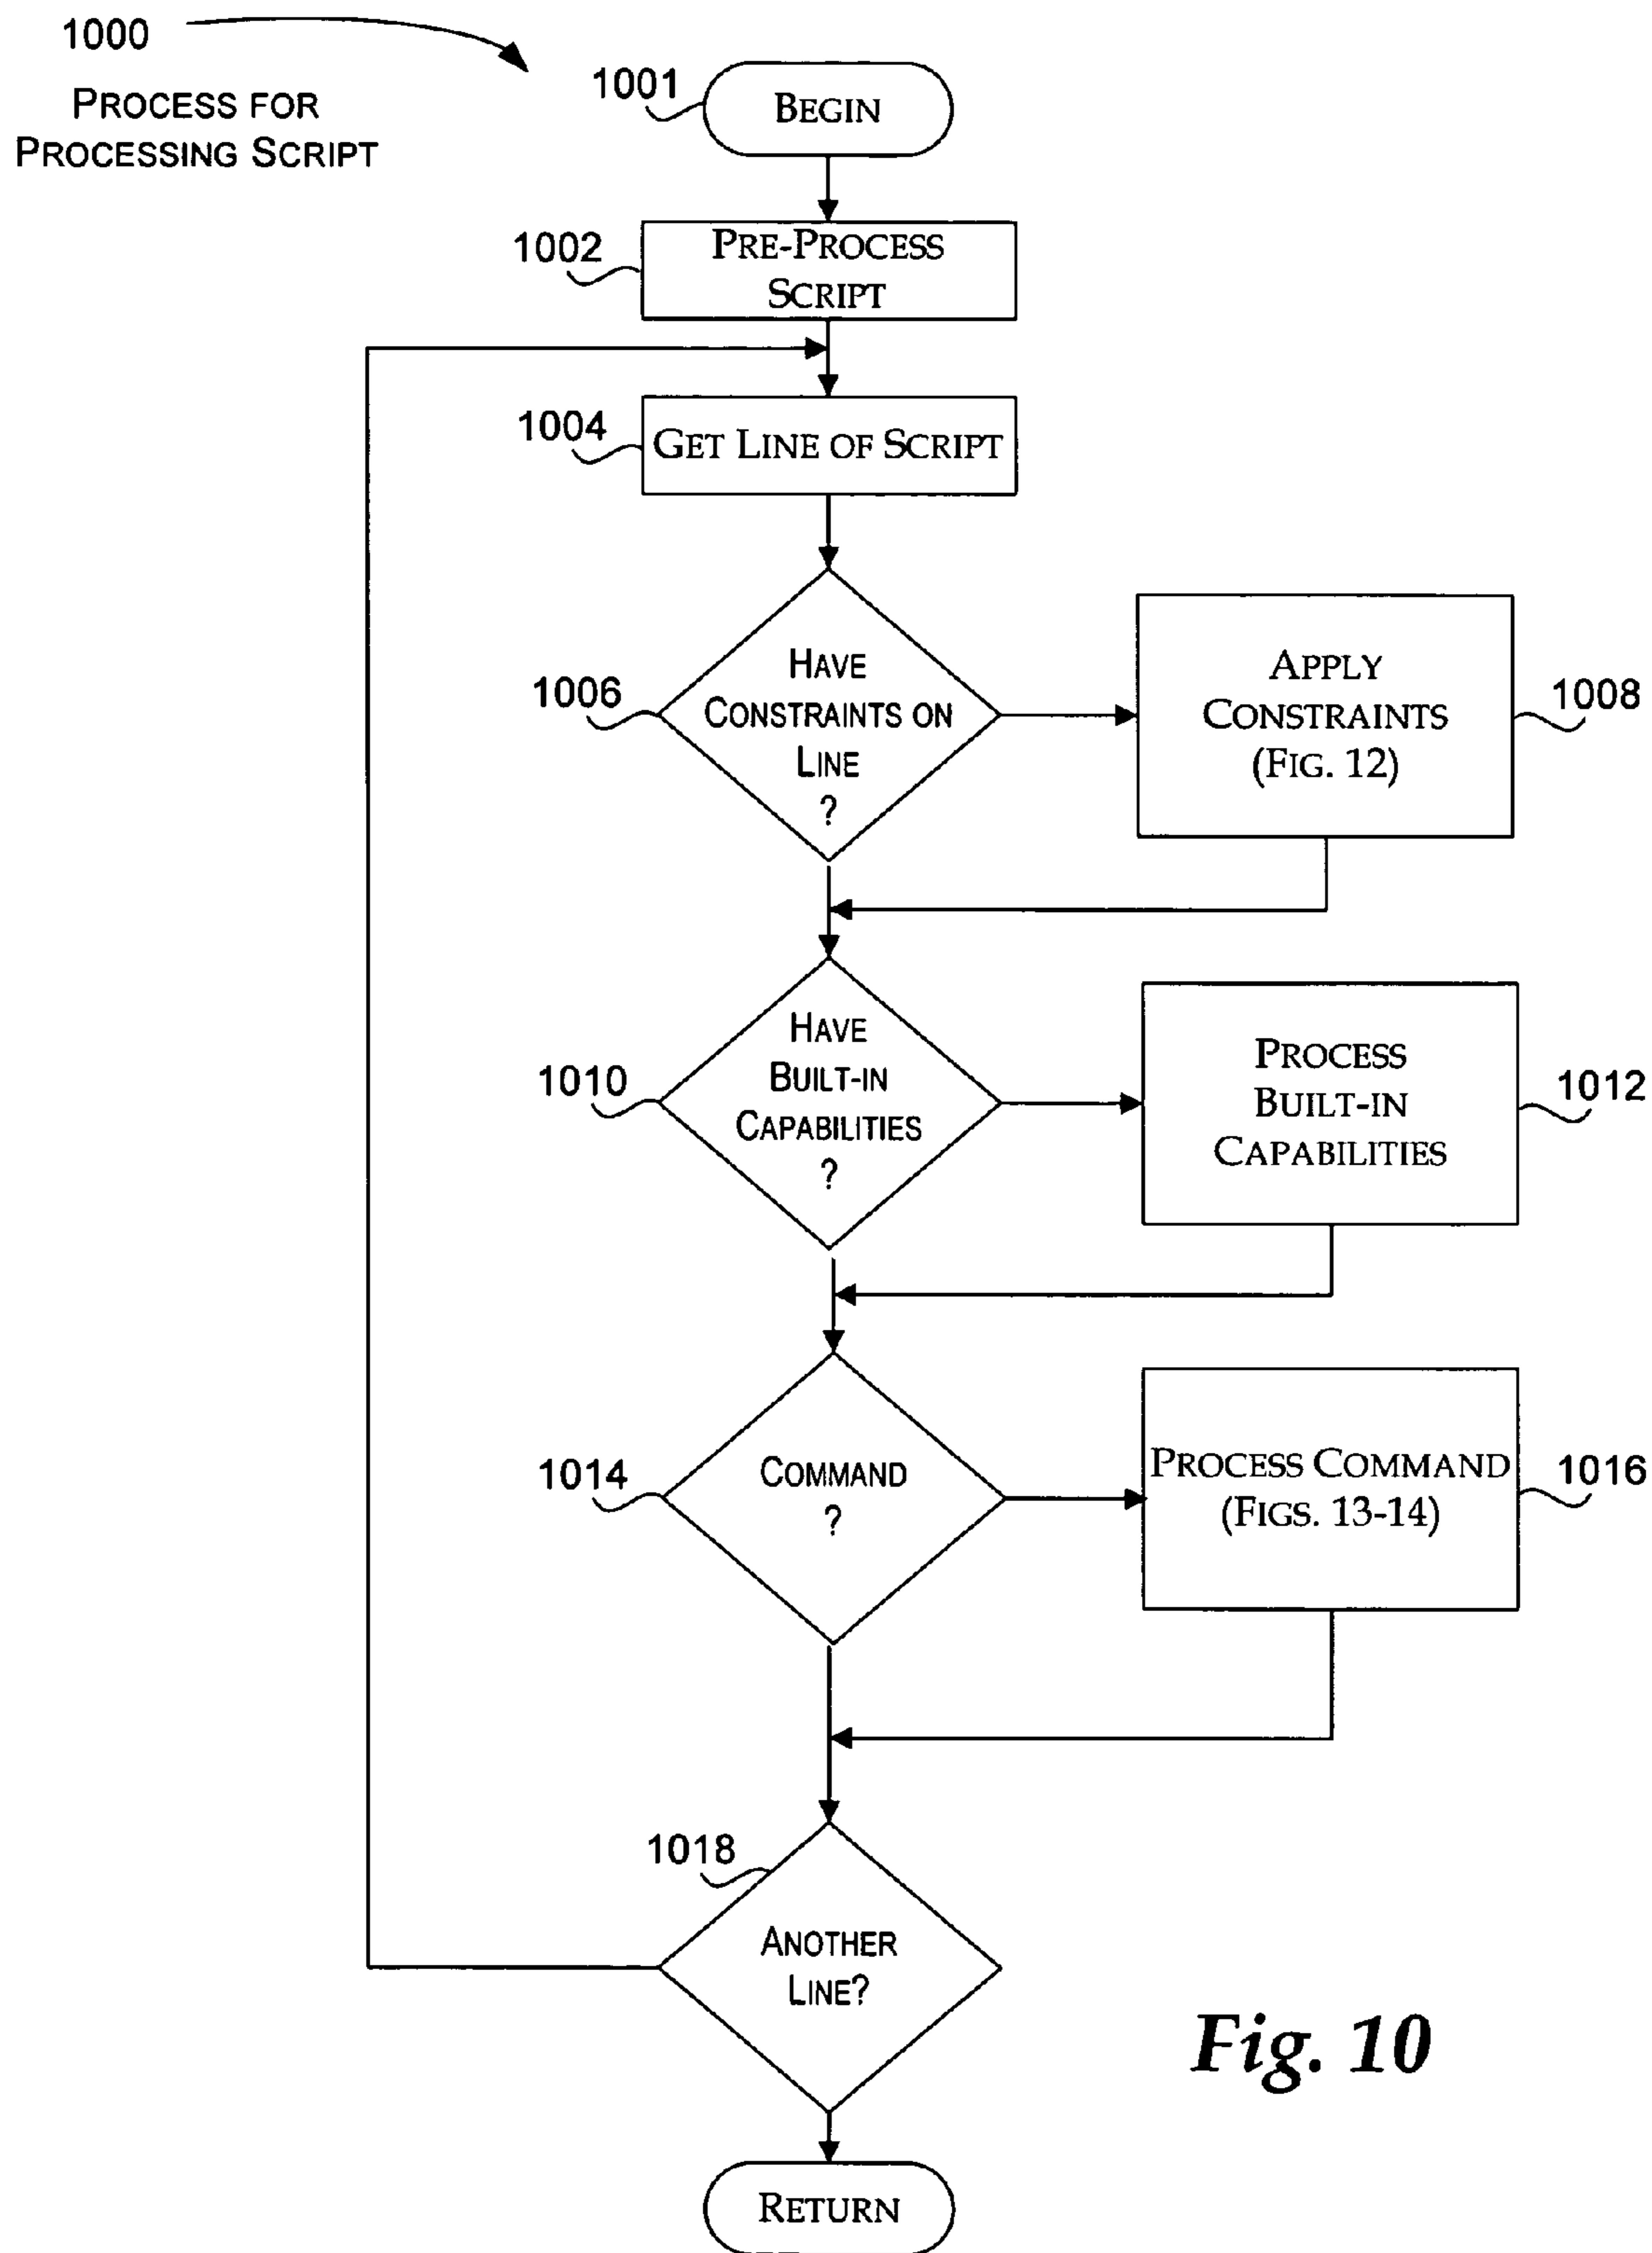 1000
PROCESS FOR
PROCESSING SCRIPT
1001
BEGIN
1002
PRE-PROCESS
SCRIPT
1004
GET LINE OF SCRIPT
1006
HAVE
CONSTRAINTS ON
LINE
?
APPLY
CONSTRAINTS
(FIG. 12)
1008
1010
HAVE
BUILT-IN
CAPABILITIES
?
PROCESS
BUILT-IN
CAPABILITIES
1012
1014
COMMAND
?
PROCESS COMMAND
(FIGS. 13-14)
1016
1018
ANOTHER
LINE?
RETURN
Fig. 10